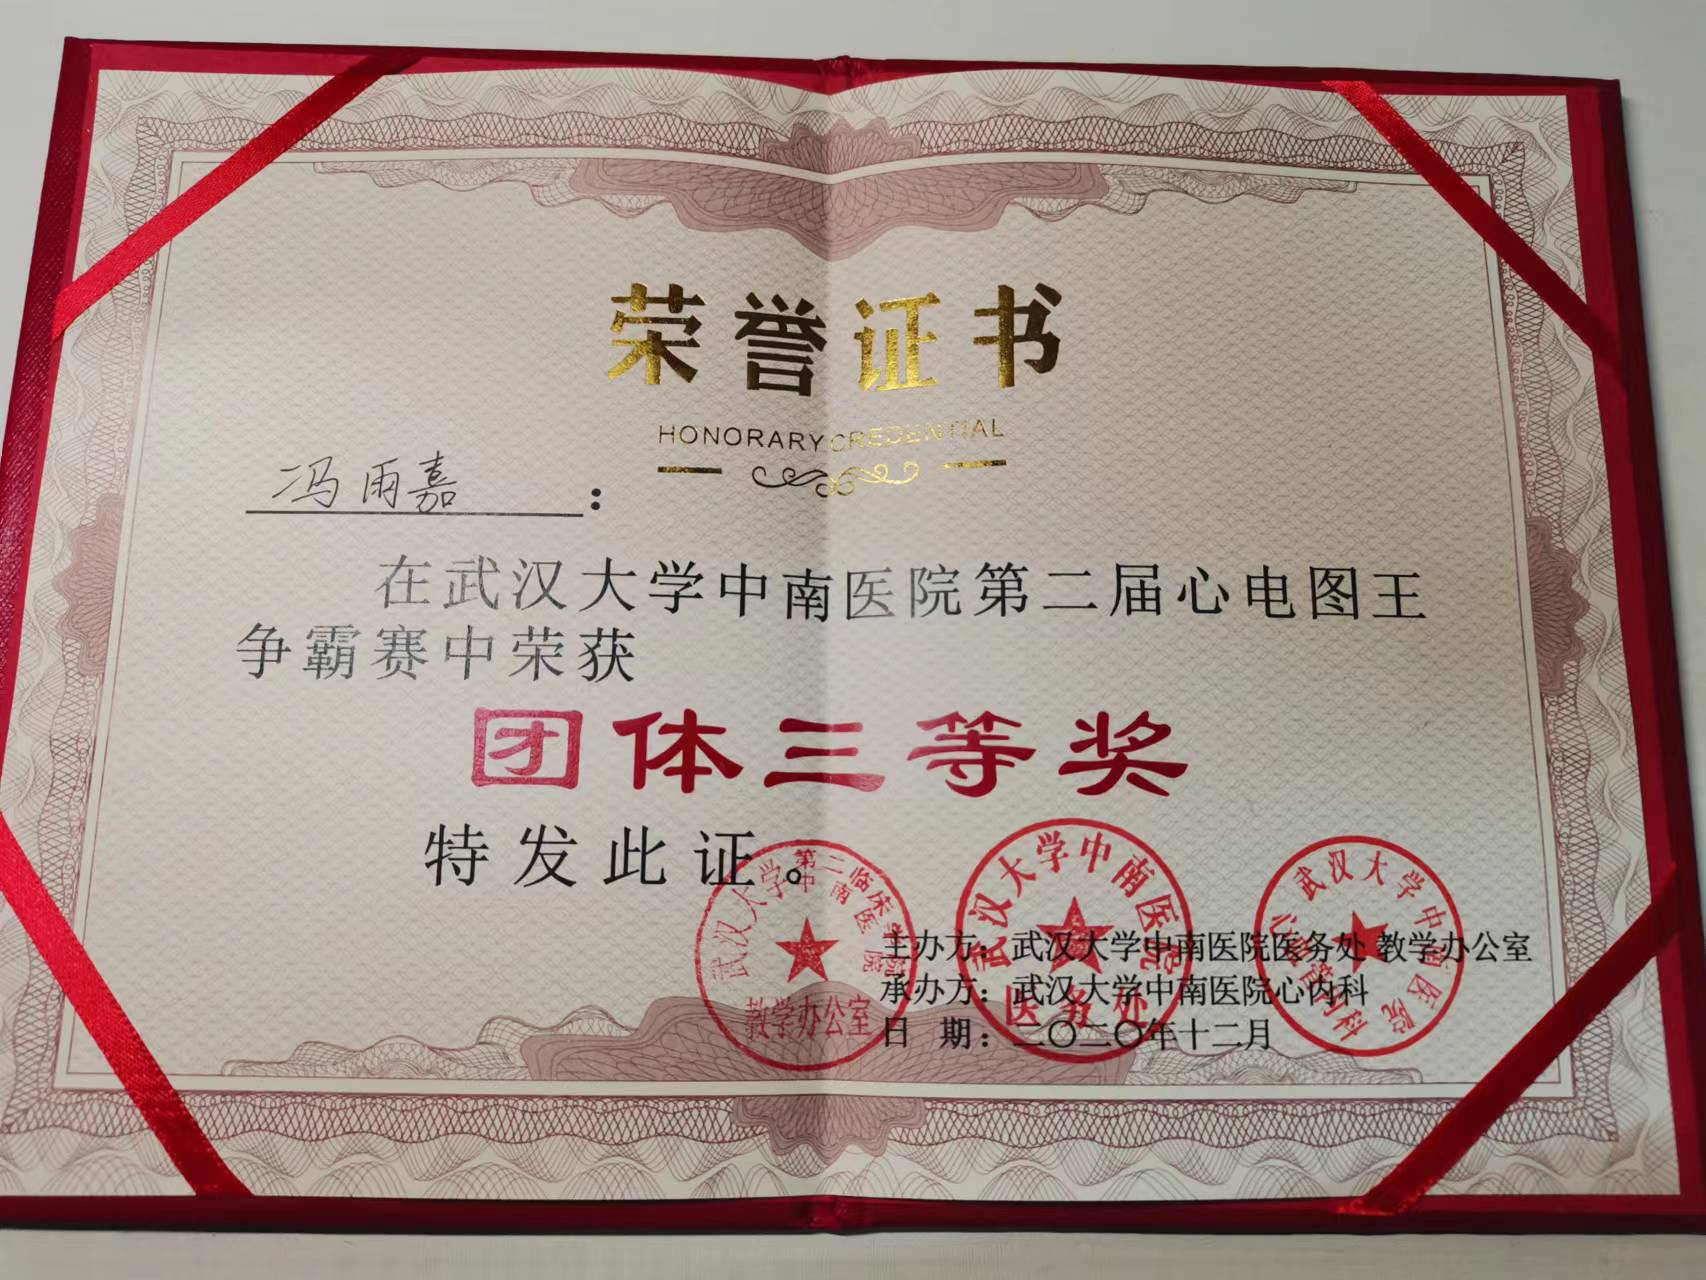 荣誉证书
HONORARY CREDENTIAL
冯雨嘉：
在武汉大学中南医院第二届心电图王
争霸赛中荣获
团体三等奖
特发此证。
主办方：武汉大学中南医院医务处 教学办公室
承办方：武汉大学中南医院心内科
日 期：二〇二〇年十二月
武汉大学第二临床学院
中南医院
教学办公室
武汉大学中南医院
医务处
武汉大学中南医院
心血管内科